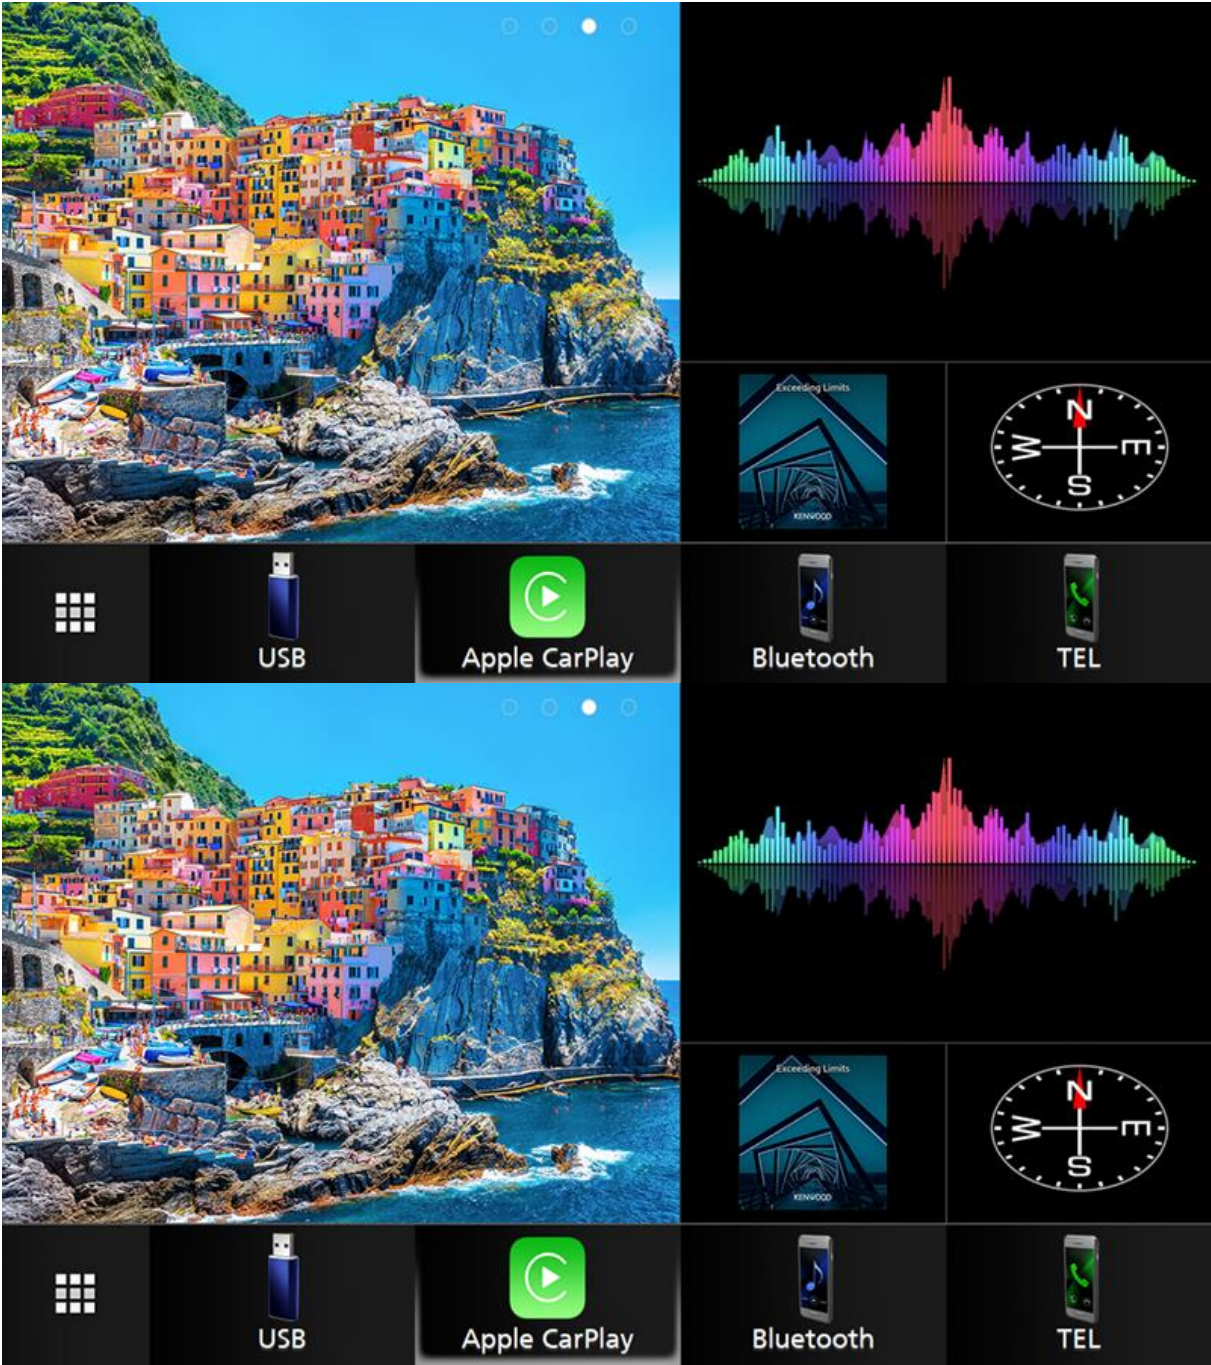 Exceeding Limits
KENWOOD
N
W
E
S
USB
Apple CarPlay
Bluetooth
TEL
Exceeding Limits
KENWOOD
N
W
E
S
USB
Apple CarPlay
Bluetooth
TEL